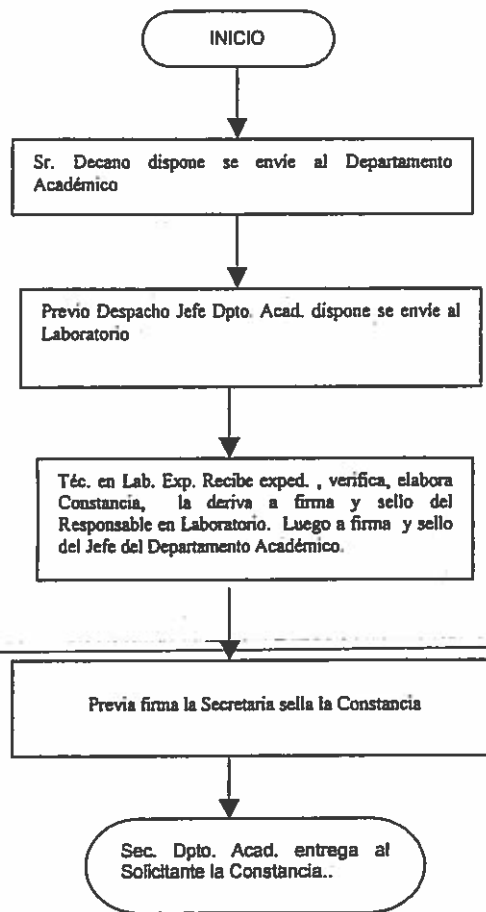 INICIO
Sr. Decano dispone se envíe al Departamento
Académico
Previo Despacho Jefe Dpto. Acad. dispone se envíe al
Laboratorio
Téc. en Lab. Exp. Recibe exped. , verifica, elabora
Constancia, la deriva a firma y sello del
Responsable en Laboratorio. Luego a firma y sello
del Jefe del Departamento Académico.
Previa firma la Secretaria sella la Constancia
Sec. Dpto. Acad. entrega al
Solicitante la Constancia..